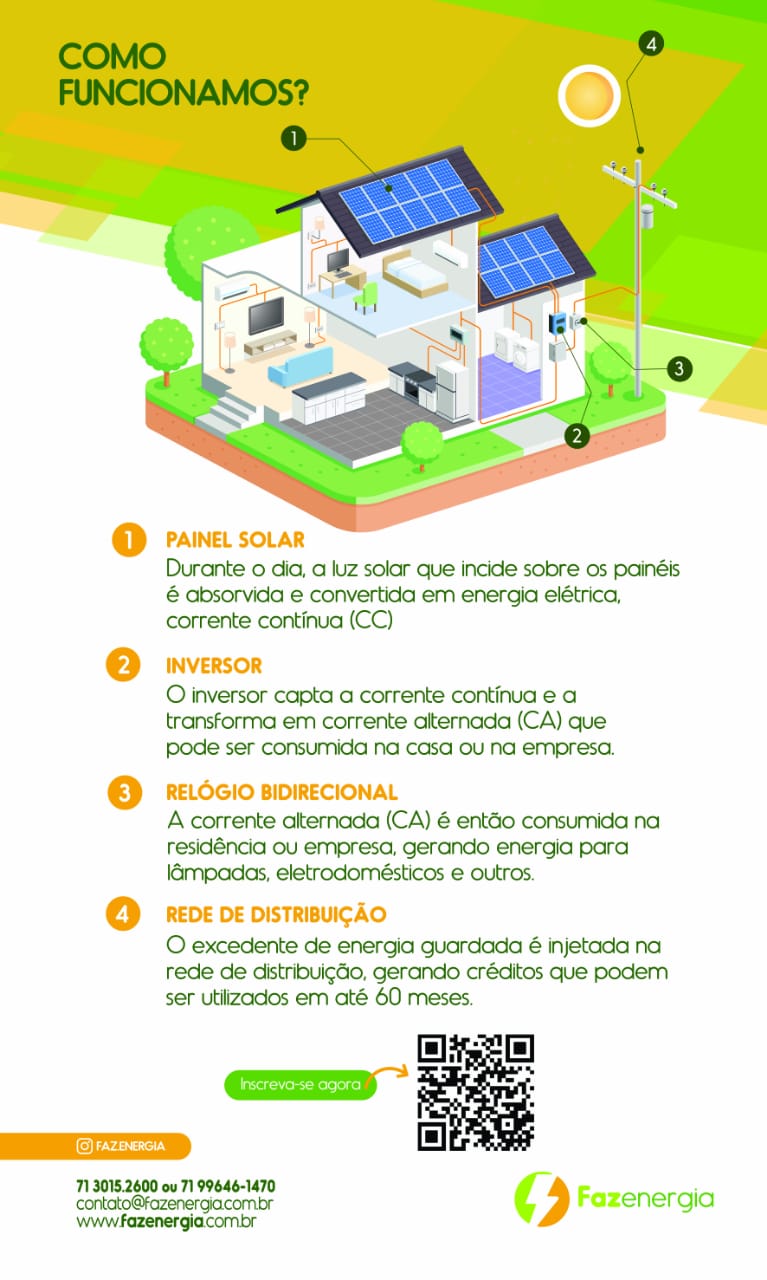 COMO
FUNCIONAMOS?
4
1
3
2
1 PAINEL SOLAR
Durante o dia, a luz solar que incide sobre os painéis
é absorvida e convertida em energia elétrica,
corrente contínua (CC)
2 INVERSOR
O inversor capta a corrente contínua e a
transforma em corrente alternada (CA) que
pode ser consumida na casa ou na empresa.
3 RELÓGIO BIDIRECIONAL
A corrente alternada (CA) é então consumida na
residência ou empresa, gerando energia para
lâmpadas, eletrodomésticos e outros.
4 REDE DE DISTRIBUIÇÃO
O excedente de energia guardada é injetada na
rede de distribuição, gerando créditos que podem
ser utilizados em até 60 meses.
Inscreva-se agora
FAZ.ENERGIA
71 3015.2600 ou 71 99646-1470
contato@fazenergia.com.br
www.fazenergia.com.br
Fazenergia